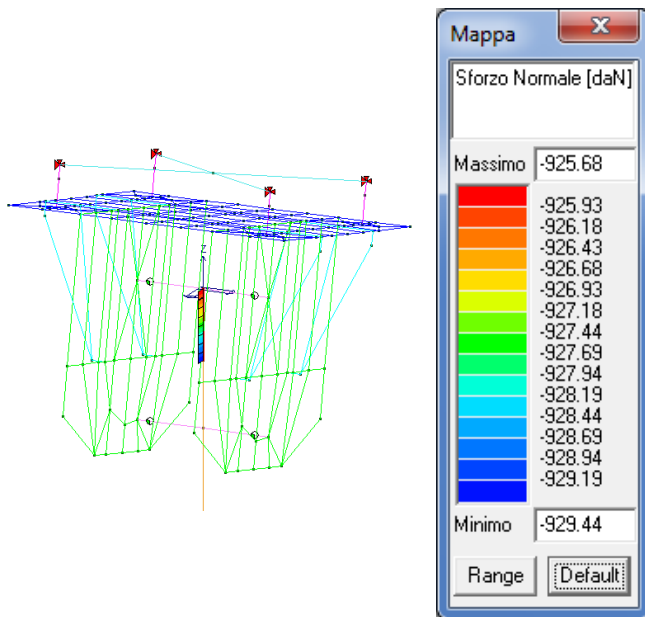 Mappa
Sforzo Normale [daN]
Massimo -925.68
-925.93
-926.18
-926.43
-926.68
-926.93
-927.18
-927.44
-927.69
-927.94
-928.19
-928.44
-928.69
-928.94
-929.19
Minimo -929.44
Range Default
Z